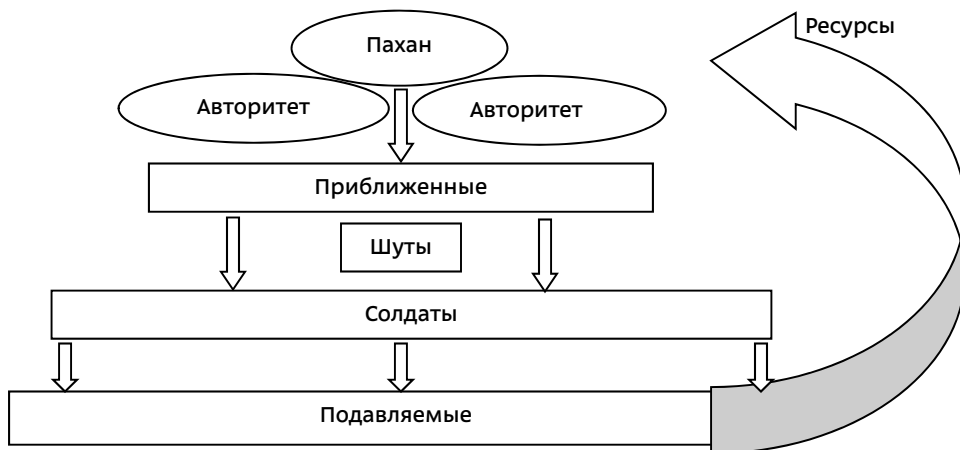 Ресурсы
Пахан
Авторитет
Авторитет
Приближенные
Шуты
Солдаты
Подавляемые